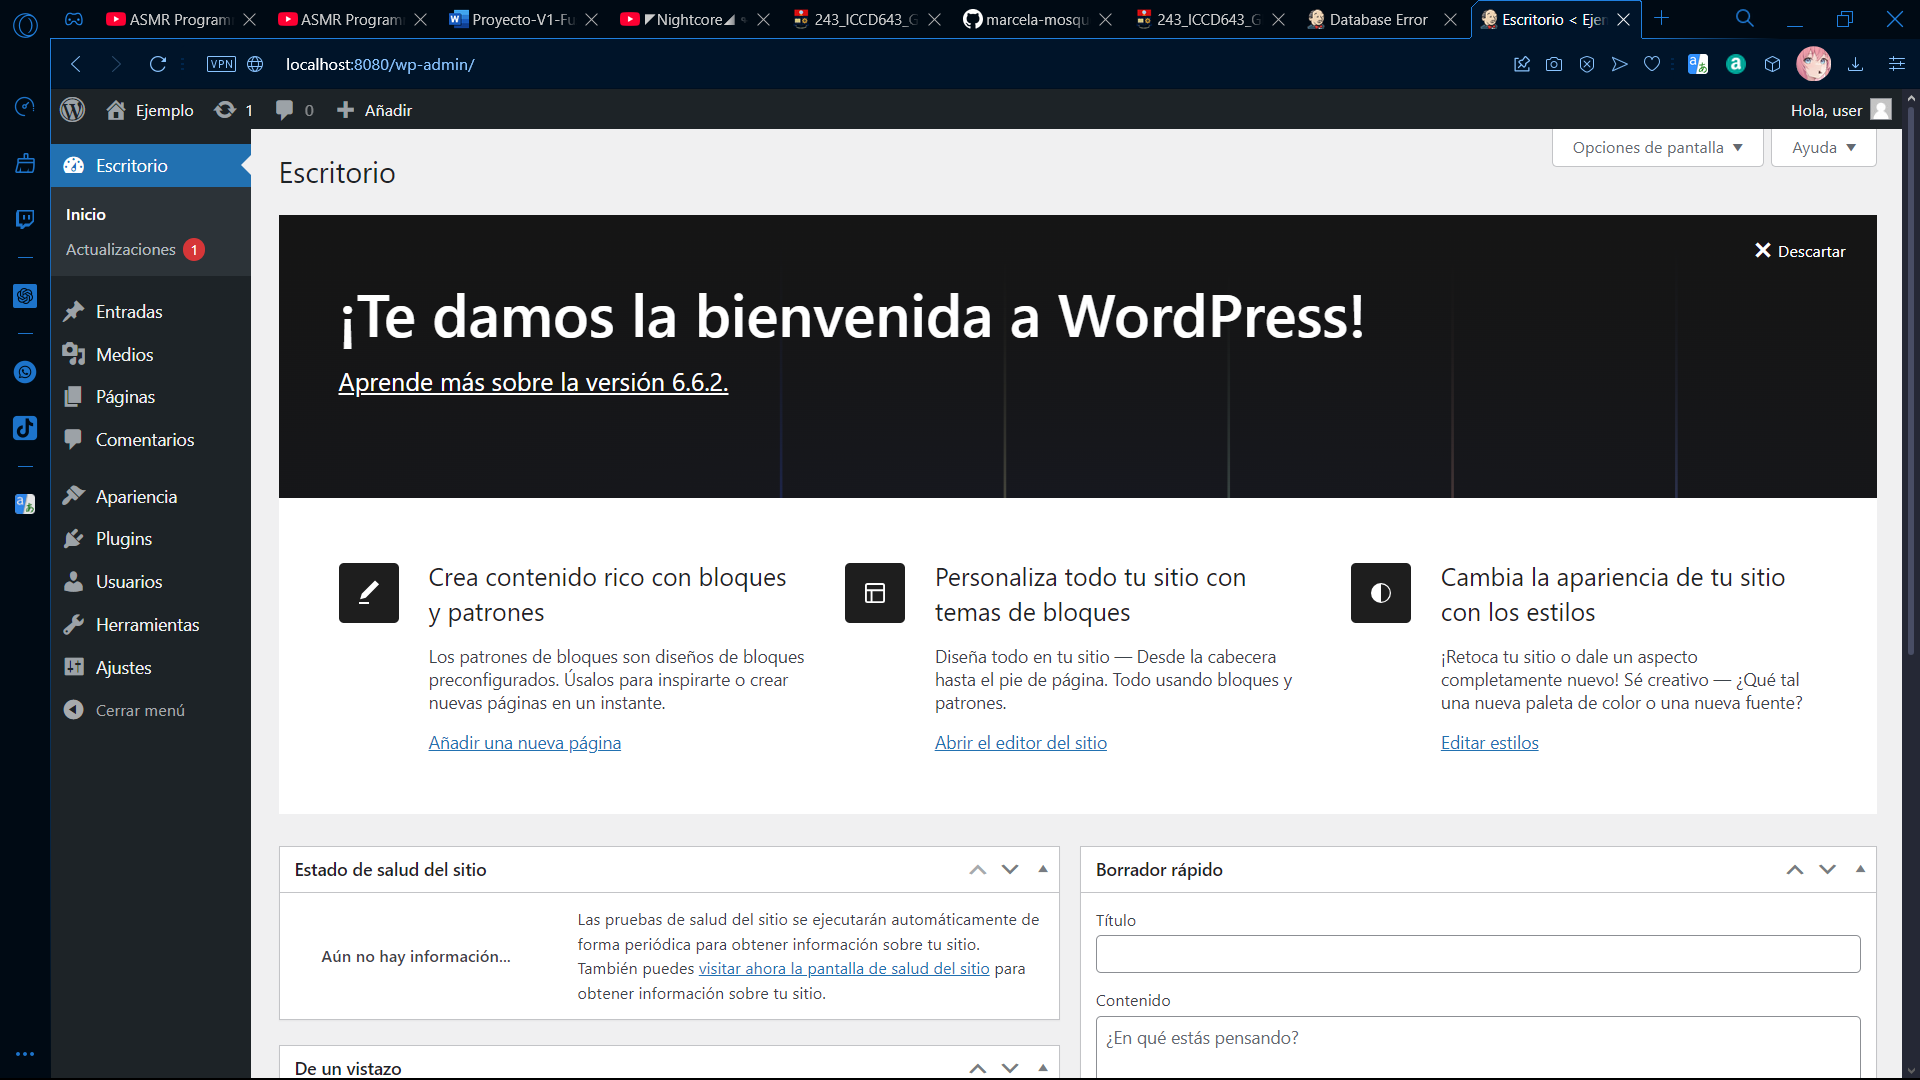 ASMR Program
ASMR Program
Proyecto-V1-Fu
◤Nightcore◢
243_ICCD643_G
marcela-mosqu
243_ICCD643_G
Database Error
Escritorio < Ejem
VPN
localhost:8080/wp-admin/
Ejemplo
1
0
Añadir
Hola, user
Escritorio
Inicio
Actualizaciones 1
Entradas
Medios
Páginas
Comentarios
Apariencia
Plugins
Usuarios
Herramientas
Ajustes
Cerrar menú
Opciones de pantalla
Ayuda
Escritorio
Descartar
¡Te damos la bienvenida a WordPress!
Aprende más sobre la versión 6.6.2.
Crea contenido rico con bloques
y patrones
Los patrones de bloques son diseños de bloques
preconfigurados. Úsalos para inspirarte o crear
nuevas páginas en un instante.
Añadir una nueva página
Personaliza todo tu sitio con
temas de bloques
Diseña todo en tu sitio — Desde la cabecera
hasta el pie de página. Todo usando bloques y
patrones.
Abrir el editor del sitio
Cambia la apariencia de tu sitio
con los estilos
¡Retoca tu sitio o dale un aspecto
completamente nuevo! Sé creativo — ¿Qué tal
una nueva paleta de color o una nueva fuente?
Editar estilos
Estado de salud del sitio
Aún no hay información...
Las pruebas de salud del sitio se ejecutarán automáticamente de
forma periódica para obtener información sobre tu sitio.
También puedes visitar ahora la pantalla de salud del sitio para
obtener información sobre tu sitio.
De un vistazo
Borrador rápido
Título
Contenido
¿En qué estás pensando?